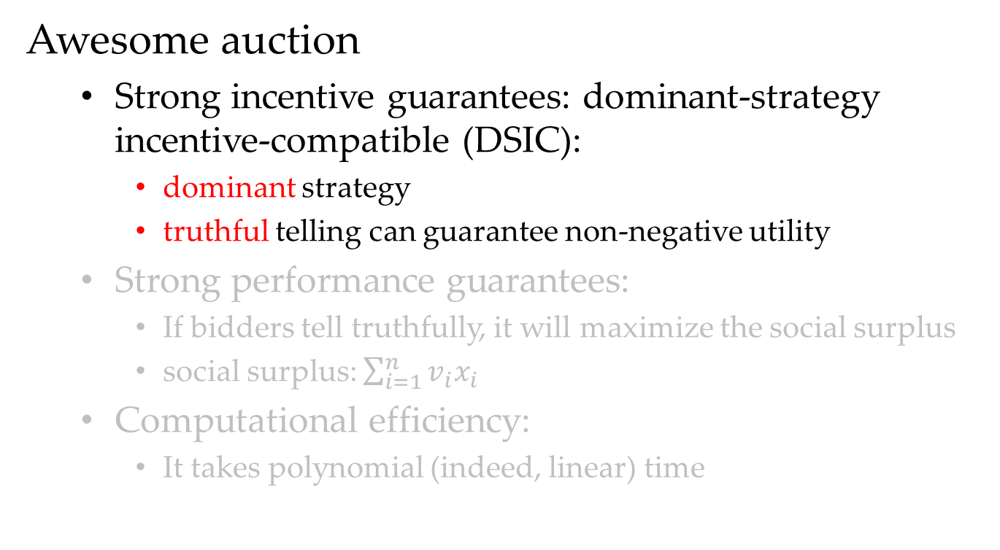 Awesome auction
• Strong incentive guarantees: dominant-strategy
incentive-compatible (DSIC):
• dominant strategy
• truthful telling can guarantee non-negative utility
• Strong performance guarantees:
• If bidders tell truthfully, it will maximize the social surplus
• social surplus: $\sum_{i=1}^{n} v_i x_i$
• Computational efficiency:
• It takes polynomial (indeed, linear) time